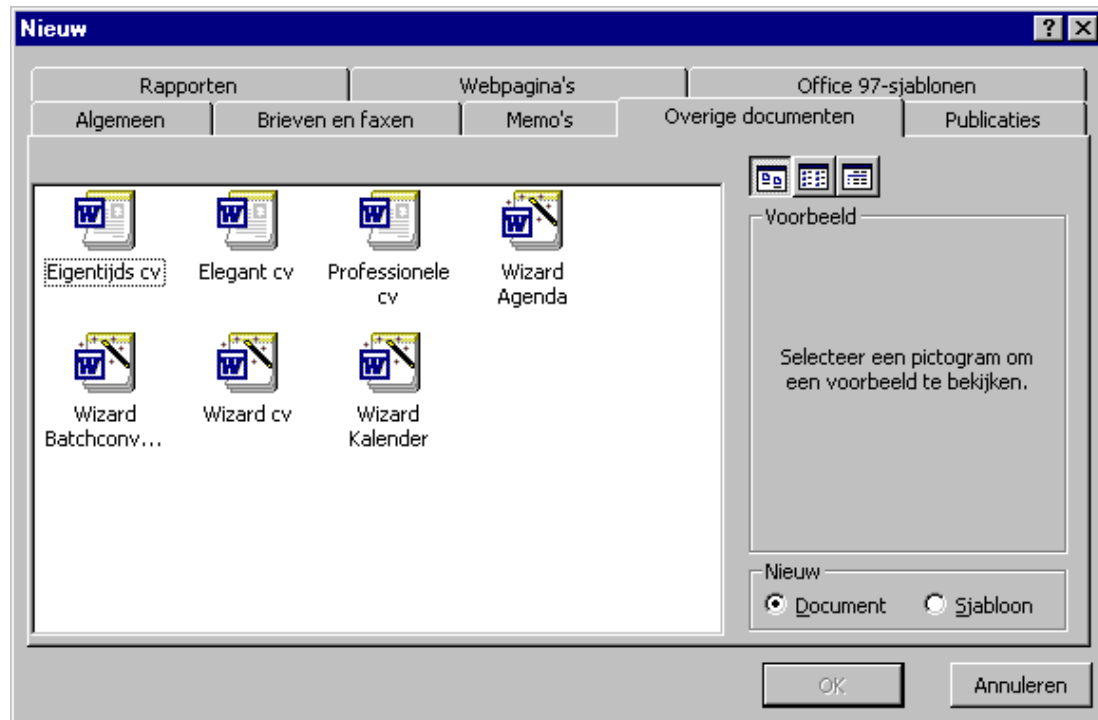 Nieuw
Rapporten
Webpagina's
Office 97-sjablonen
Algemeen
Brieven en faxen
Memo's
Overige documenten
Publicaties
Eigentijds cv
Elegant cv
Professionele
cv
Wizard
Agenda
Wizard
Batchconv...
Wizard cv
Wizard
Kalender
Voorbeeld
Selecteer een pictogram om
een voorbeeld te bekijken.
Nieuw
Document
Sjabloon
OK
Annuleren